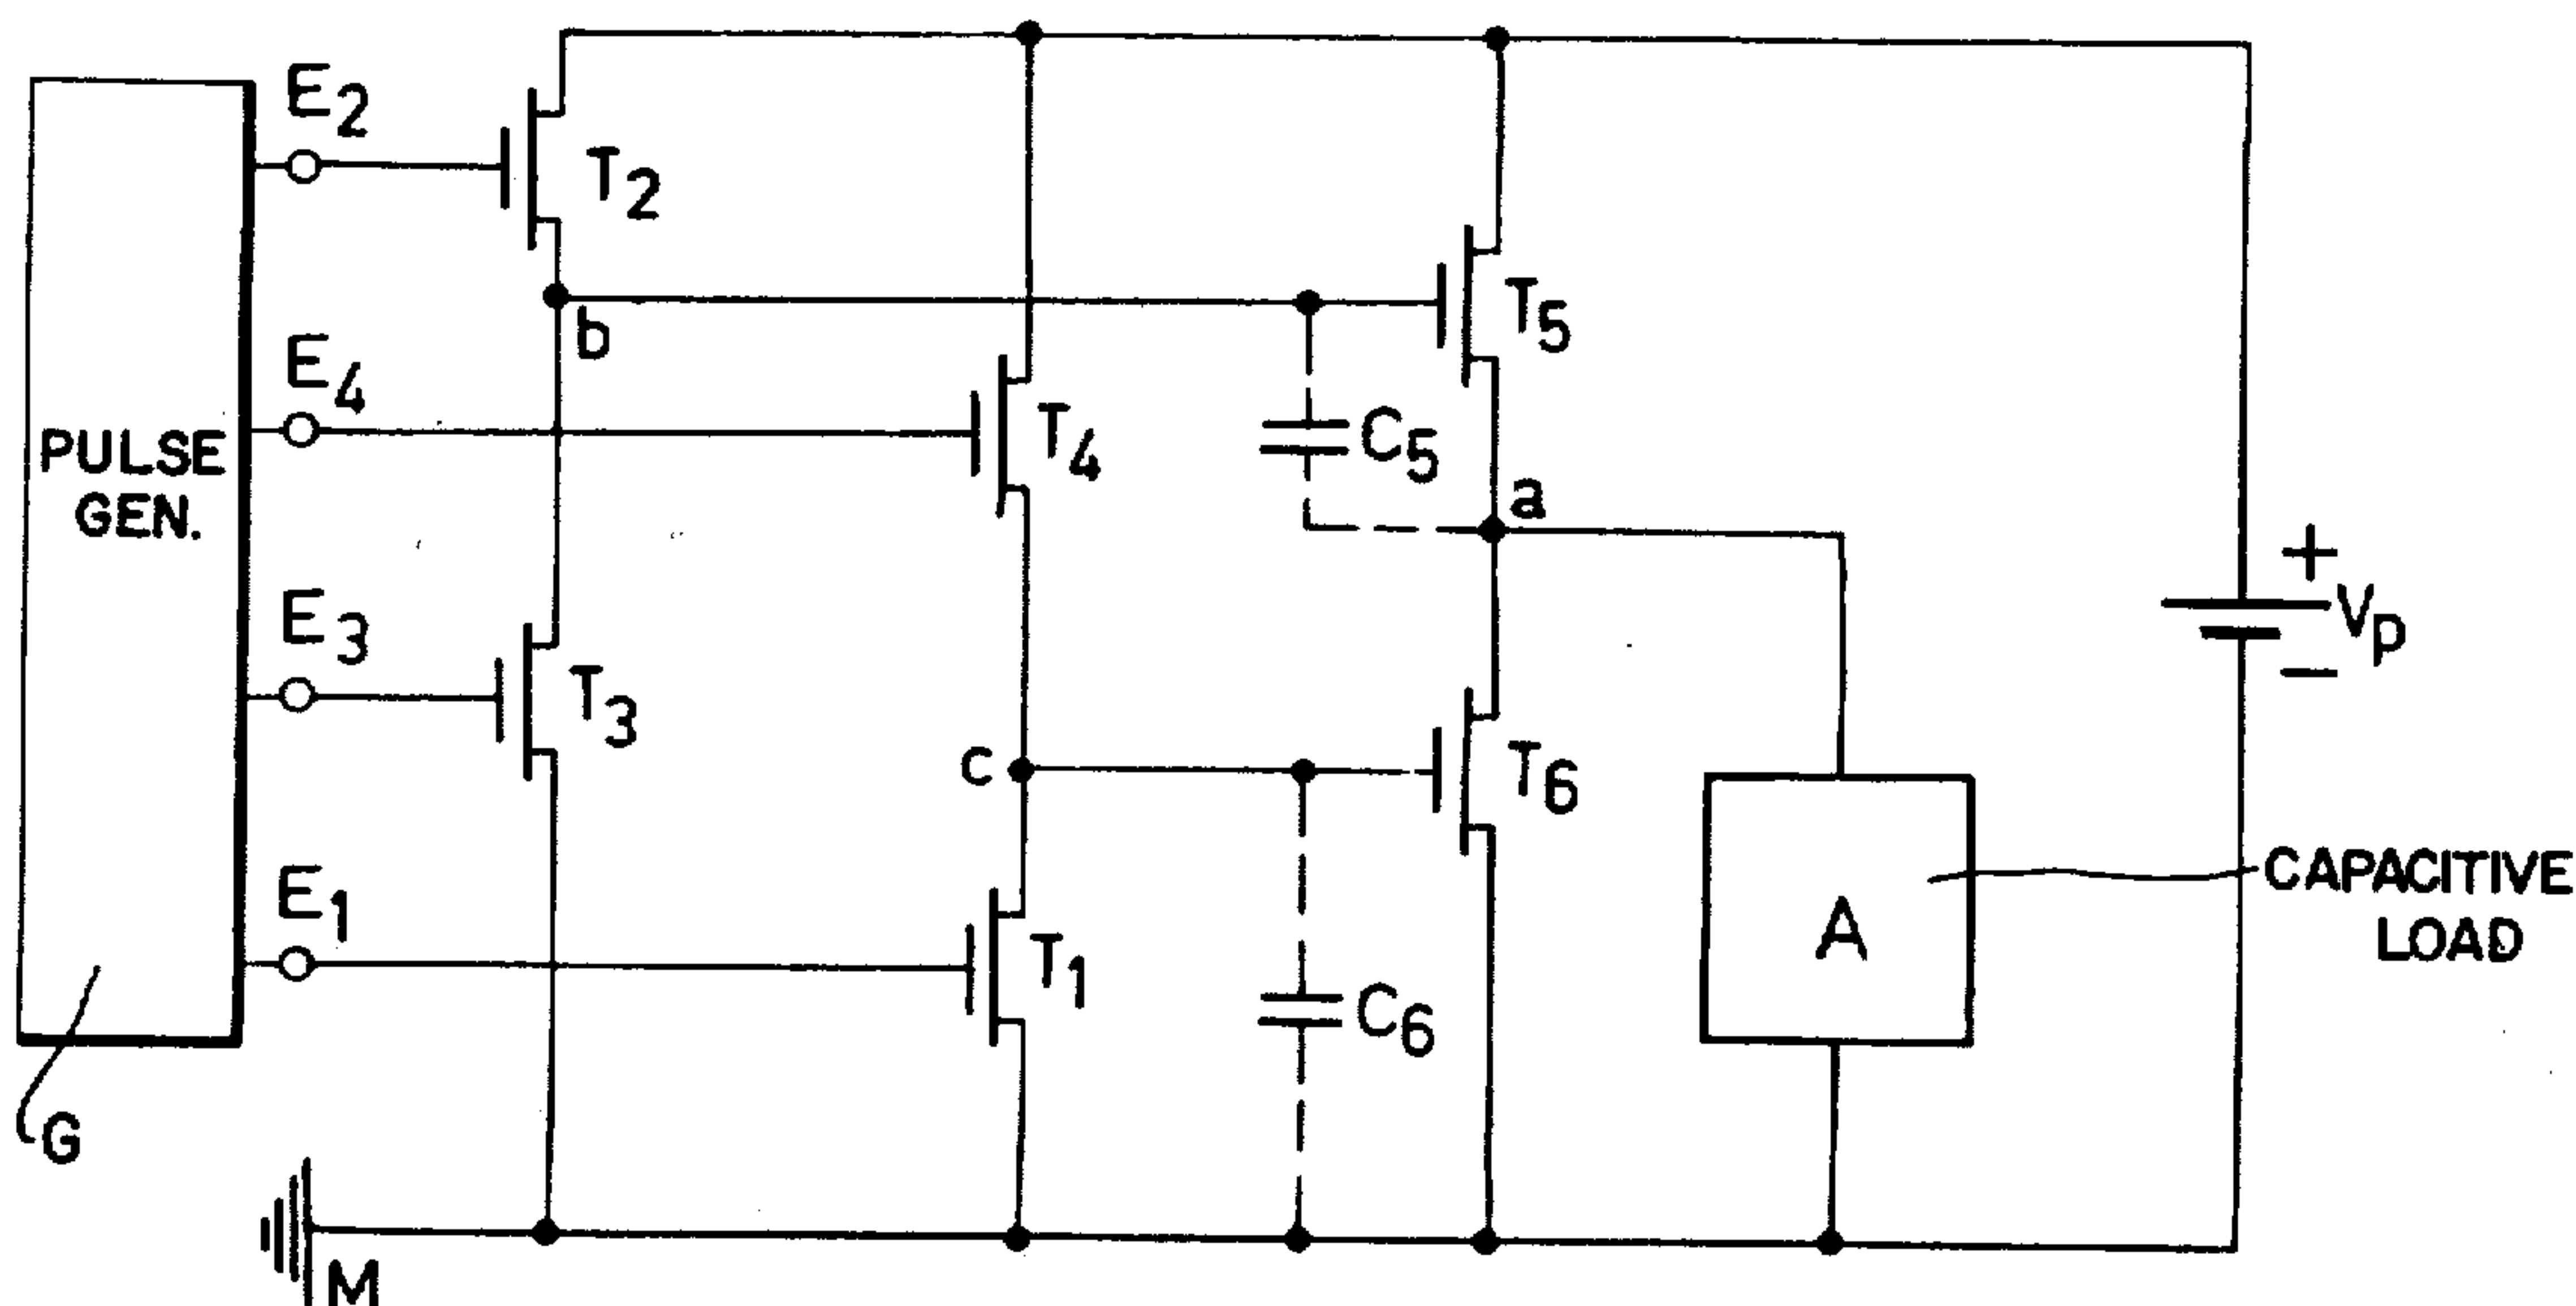 E2
T2
b
T5
E4
PULSE
GEN.
T4
C5
a
+
Vp
−
E3
T3
c
T6
E1
T1
C6
A
CAPACITIVE
LOAD
G
M